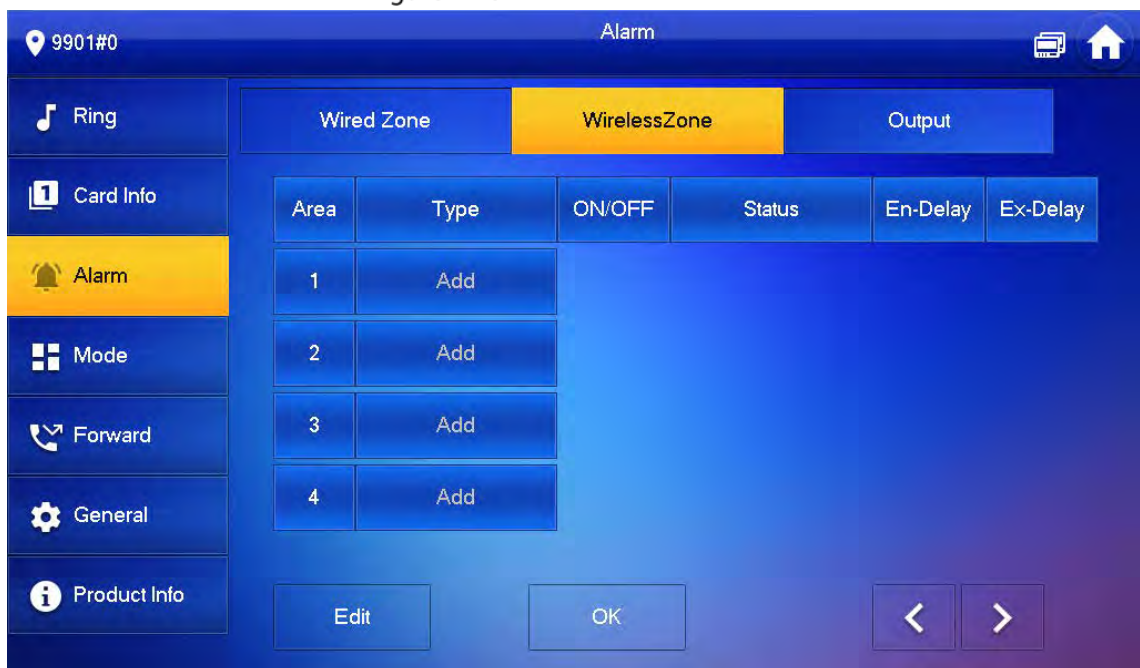 9901#0 Alarm
Ring
Card Info
Alarm
Mode
Forward
General
Product Info
Wired Zone WirelessZone Output
Area Type ON/OFF Status En-Delay Ex-Delay
1 Add
2 Add
3 Add
4 Add
Edit OK < >